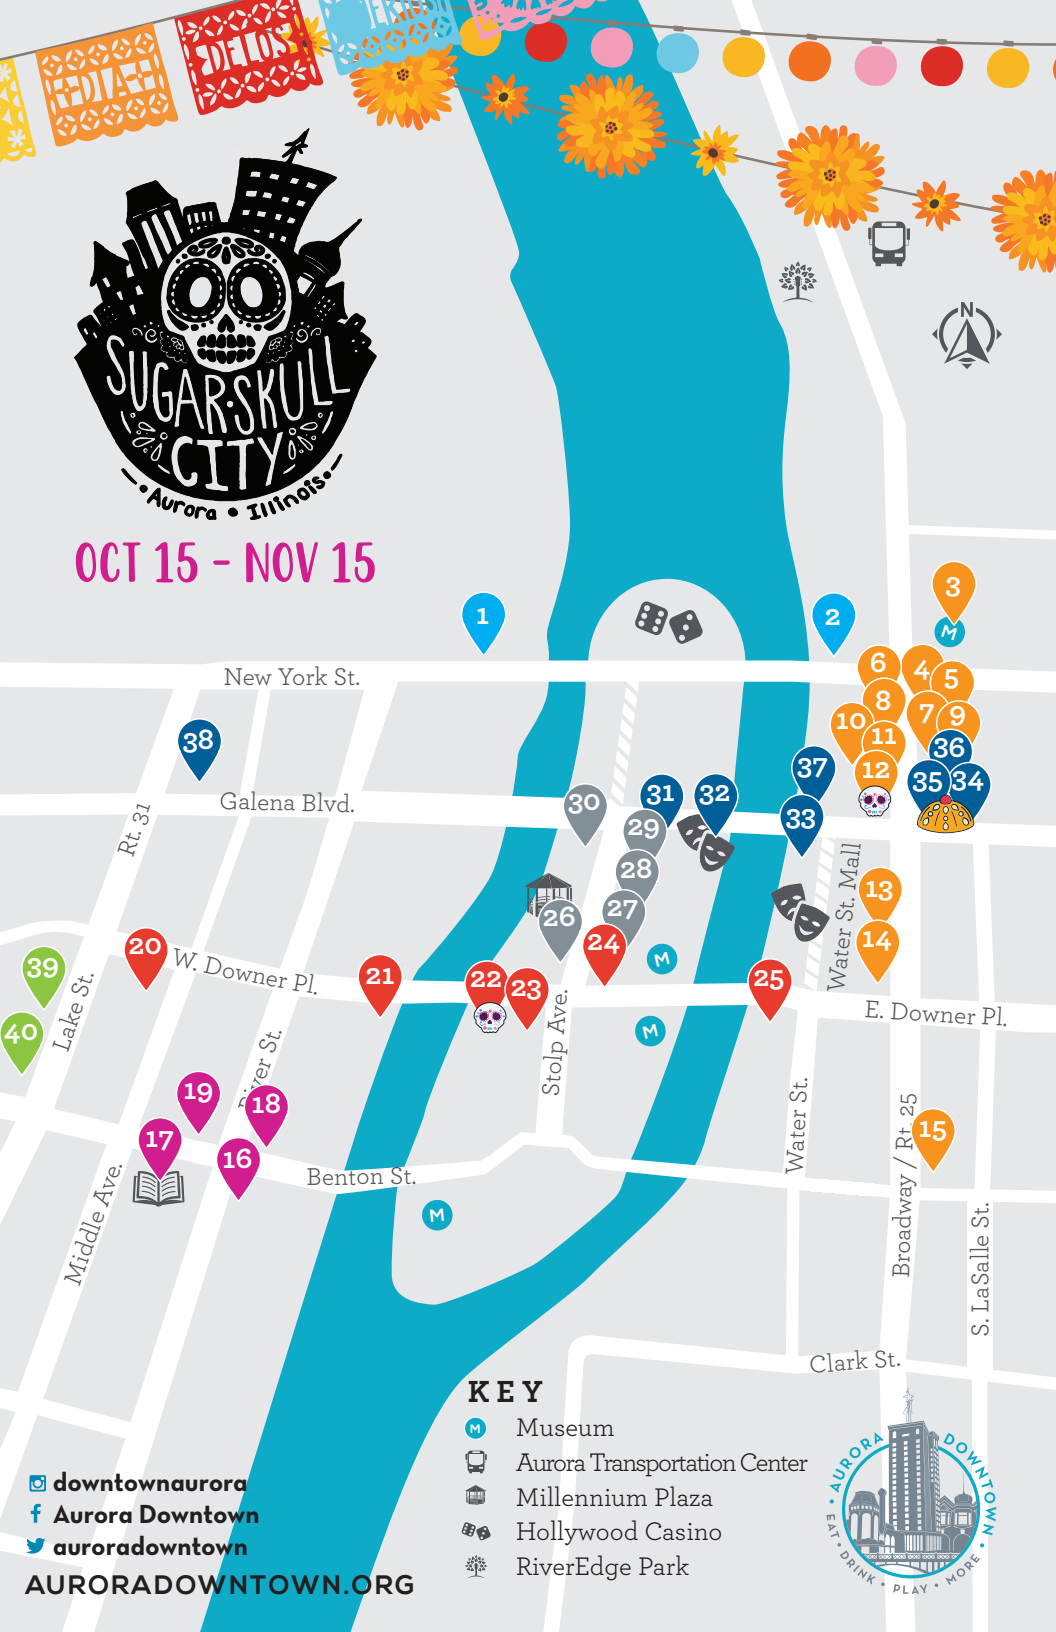 DIA
DE LOS
SUGAR·SKULL
CITY
• Aurora • Illinois •
OCT 15 - NOV 15
N
1
2
3
M
6
4
5
8
7
9
10
11
12
36
35
34
37
33
New York St.
38
Galena Blvd.
Rt. 31
30
31
32
29
28
27
26
24
M
Water St. Mall
13
14
39
20
W. Downer Pl.
21
22
23
25
E. Downer Pl.
40
Lake St.
River St.
Stolp Ave.
M
19
18
17
16
Benton St.
Middle Ave.
M
Water St.
Broadway / Rt. 25
15
S. LaSalle St.
Clark St.
KEY
M Museum
Aurora Transportation Center
Millennium Plaza
Hollywood Casino
RiverEdge Park
downtownaurora
f Aurora Downtown
auroradowntown
AURORADOWNTOWN.ORG
• AURORA DOWNTOWN •
EAT • DRINK • PLAY • MORE